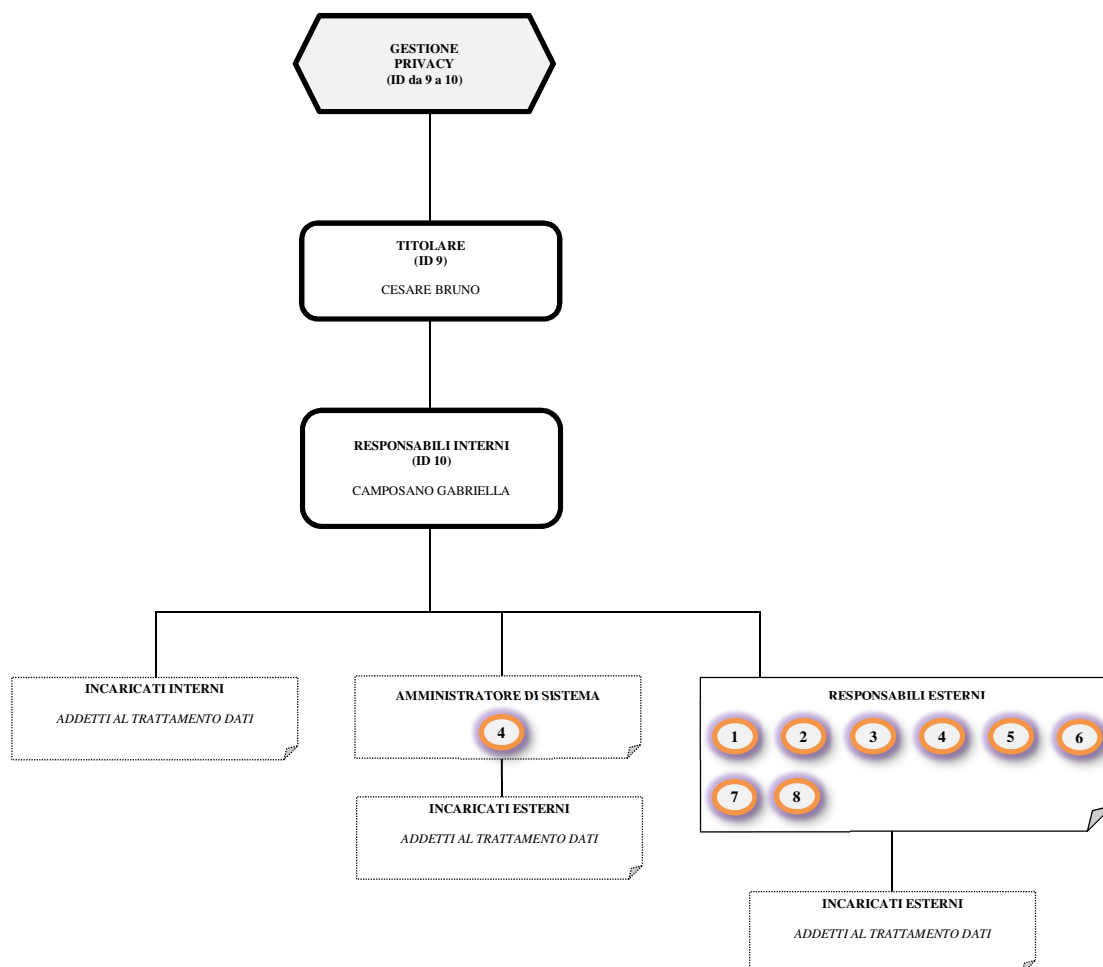 GESTIONE
PRIVACY
(ID da 9 a 10)
TITOLARE
(ID 9)
CESARE BRUNO
RESPONSABILI INTERNI
(ID 10)
CAMPOSANO GABRIELLA
INCARICATI INTERNI
ADDETTI AL TRATTAMENTO DATI
AMMINISTRATORE DI SISTEMA
4
INCARICATI ESTERNI
ADDETTI AL TRATTAMENTO DATI
RESPONSABILI ESTERNI
1 2 3 4 5 6
7 8
INCARICATI ESTERNI
ADDETTI AL TRATTAMENTO DATI